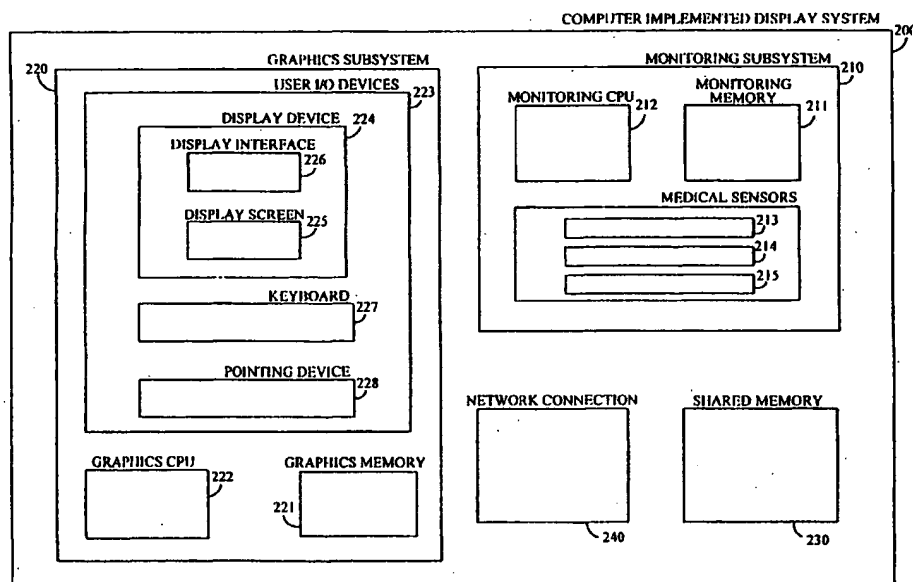 COMPUTER IMPLEMENTED DISPLAY SYSTEM
200
GRAPHICS SUBSYSTEM
220
USER I/O DEVICES
223
DISPLAY DEVICE
224
DISPLAY INTERFACE
226
DISPLAY SCREEN
225
KEYBOARD
227
POINTING DEVICE
228
GRAPHICS CPU
222
GRAPHICS MEMORY
221
MONITORING SUBSYSTEM
210
MONITORING CPU
212
MONITORING
MEMORY
211
MEDICAL SENSORS
213
214
215
NETWORK CONNECTION
240
SHARED MEMORY
230